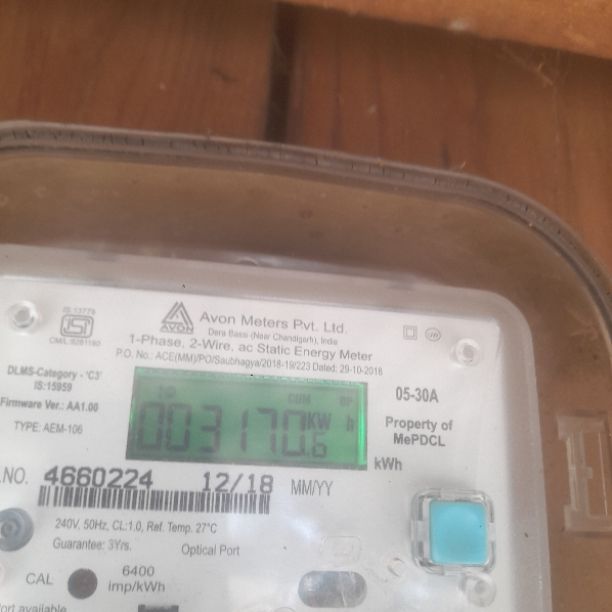 IS:13779
CM/L 8281190
AVON
Avon Meters Pvt. Ltd.
Dera Bassi (Near Chandigarh), India
1-Phase, 2-Wire, ac Static Energy Meter
P.O. No.: ACE(MM)/PO/Saubhagya/2018-19/223 Dated: 29-10-2018
DLMS-Category - 'C3'
IS:15959
Firmware Ver.: AA1.00
TYPE: AEM-106
CUM
003170.6 KW h
05-30A
Property of
MePDCL
kWh
.NO. 4660224 12/18 MM/YY
240V, 50Hz, CL:1.0, Ref. Temp. 27°C
Guarantee: 3Yrs. Optical Port
CAL 6400
imp/kWh
ort available